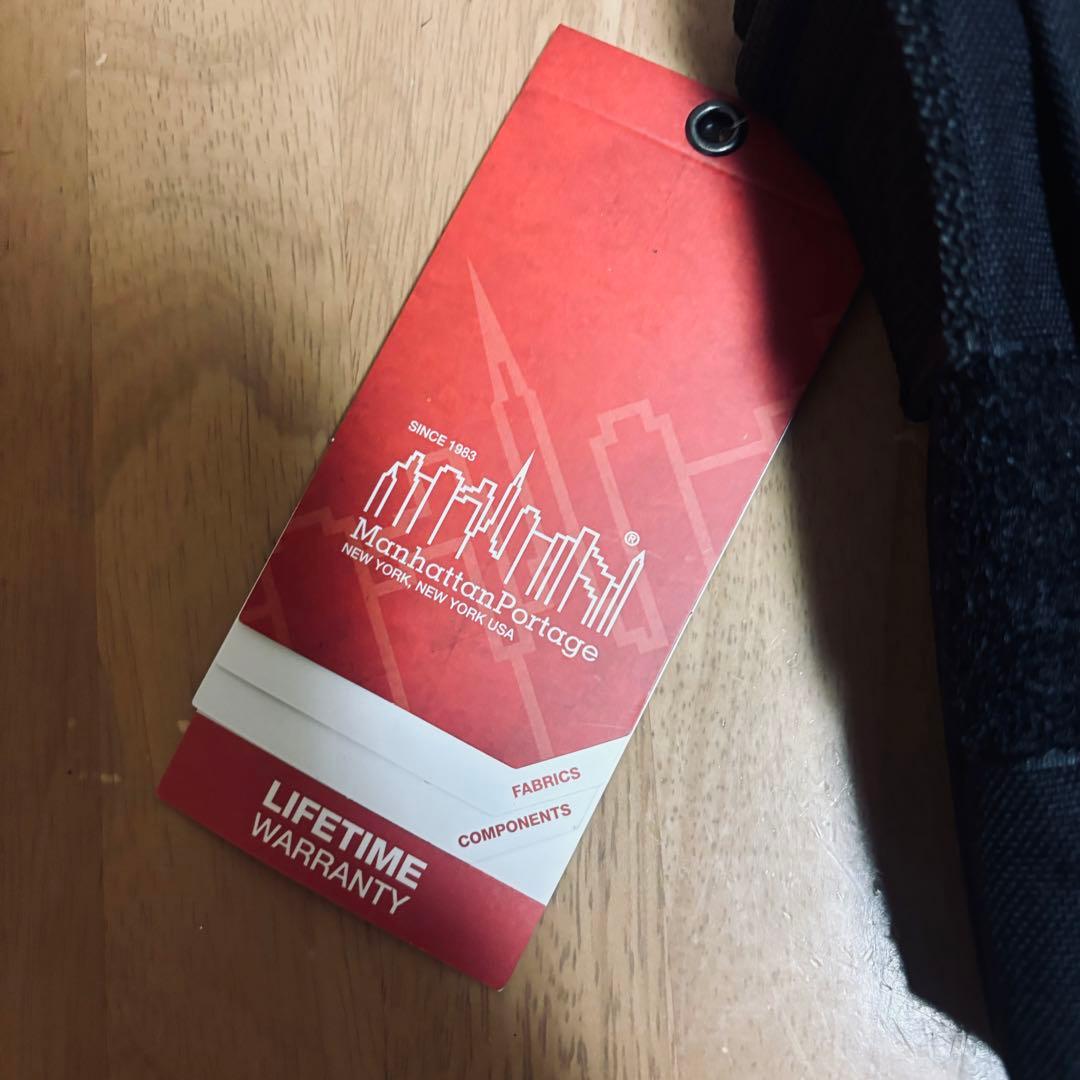 SINCE 1983
ManhattanPortage®
NEW YORK, NEW YORK USA
FABRICS
COMPONENTS
LIFETIME
WARRANTY